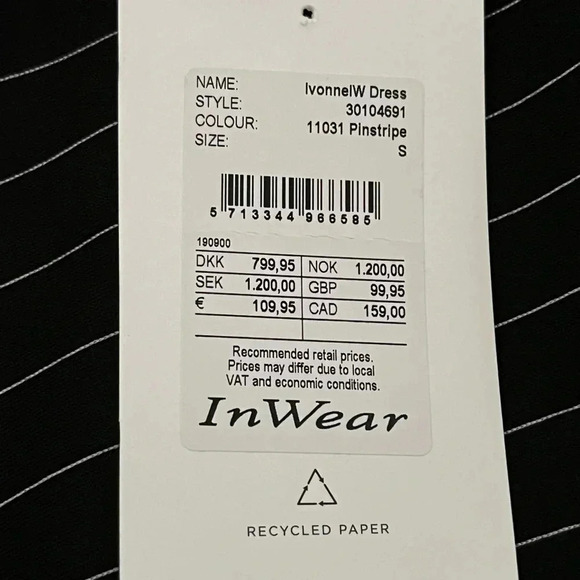 NAME: IvonneIW Dress
STYLE: 30104691
COLOUR: 11031 Pinstripe
SIZE: S
5 713344 966585
190900
DKK 799,95 NOK 1.200,00
SEK 1.200,00 GBP 99,95
€ 109,95 CAD 159,00
Recommended retail prices.
Prices may differ due to local
VAT and economic conditions.
InWear
RECYCLED PAPER